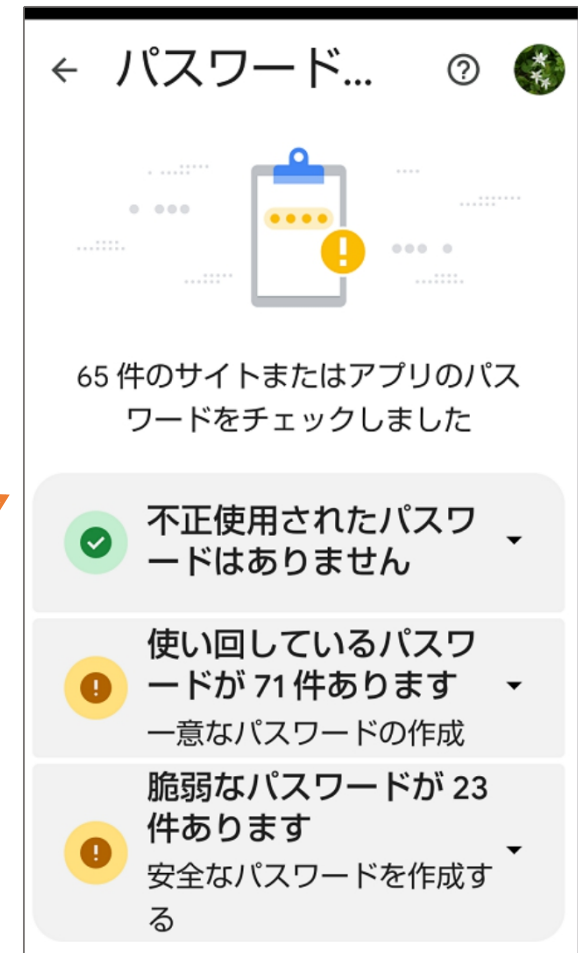 パスワード...
65 件のサイトまたはアプリのパス
ワードをチェックしました
不正使用されたパスワ
ードはありません
使い回しているパスワ
ードが 71 件あります
一意なパスワードの作成
脆弱なパスワードが 23
件あります
安全なパスワードを作成す
る